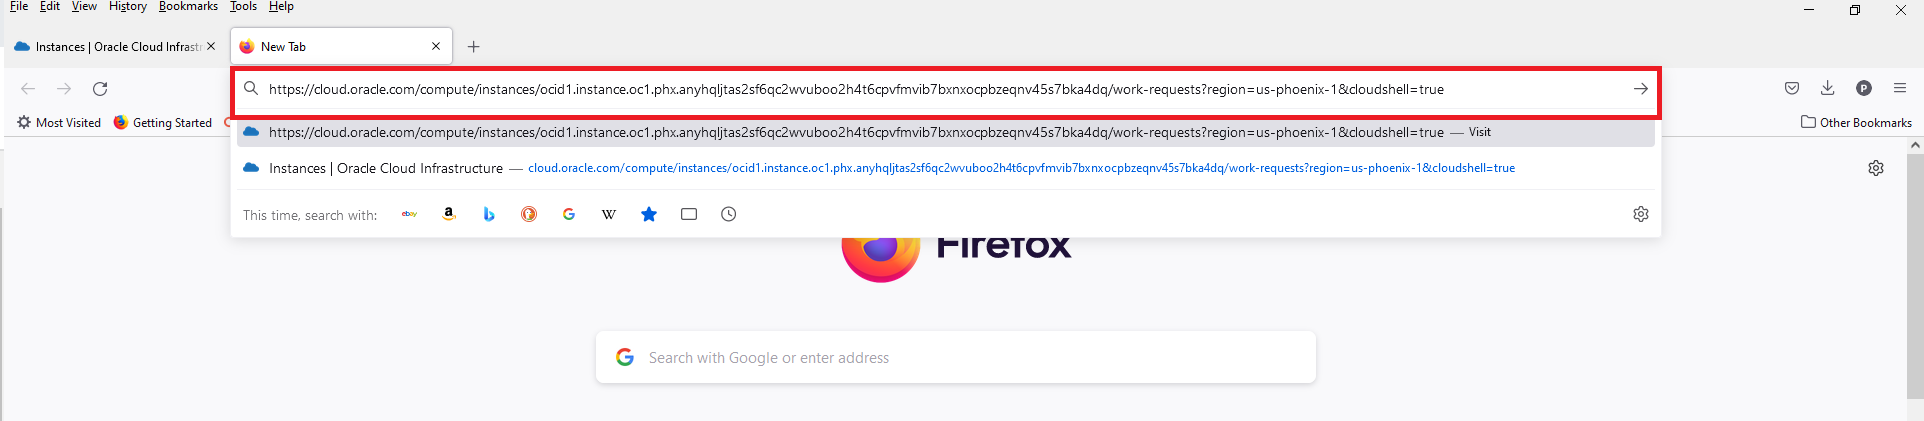 File Edit View History Bookmarks Tools Help
Instances | Oracle Cloud Infrastr
New Tab
https://cloud.oracle.com/compute/instances/ocid1.instance.oc1.phx.anyhqljtas2sf6qc2wvuboo2h4t6cpvfmvib7bxnxocpbzeqnv45s7bka4dq/work-requests?region=us-phoenix-1&cloudshell=true
P
Most Visited Getting Started
https://cloud.oracle.com/compute/instances/ocid1.instance.oc1.phx.anyhqljtas2sf6qc2wvuboo2h4t6cpvfmvib7bxnxocpbzeqnv45s7bka4dq/work-requests?region=us-phoenix-1&cloudshell=true — Visit
Other Bookmarks
Instances | Oracle Cloud Infrastructure — cloud.oracle.com/compute/instances/ocid1.instance.oc1.phx.anyhqljtas2sf6qc2wvuboo2h4t6cpvfmvib7bxnxocpbzeqnv45s7bka4dq/work-requests?region=us-phoenix-1&cloudshell=true
This time, search with: ebay a W
Firefox
Search with Google or enter address